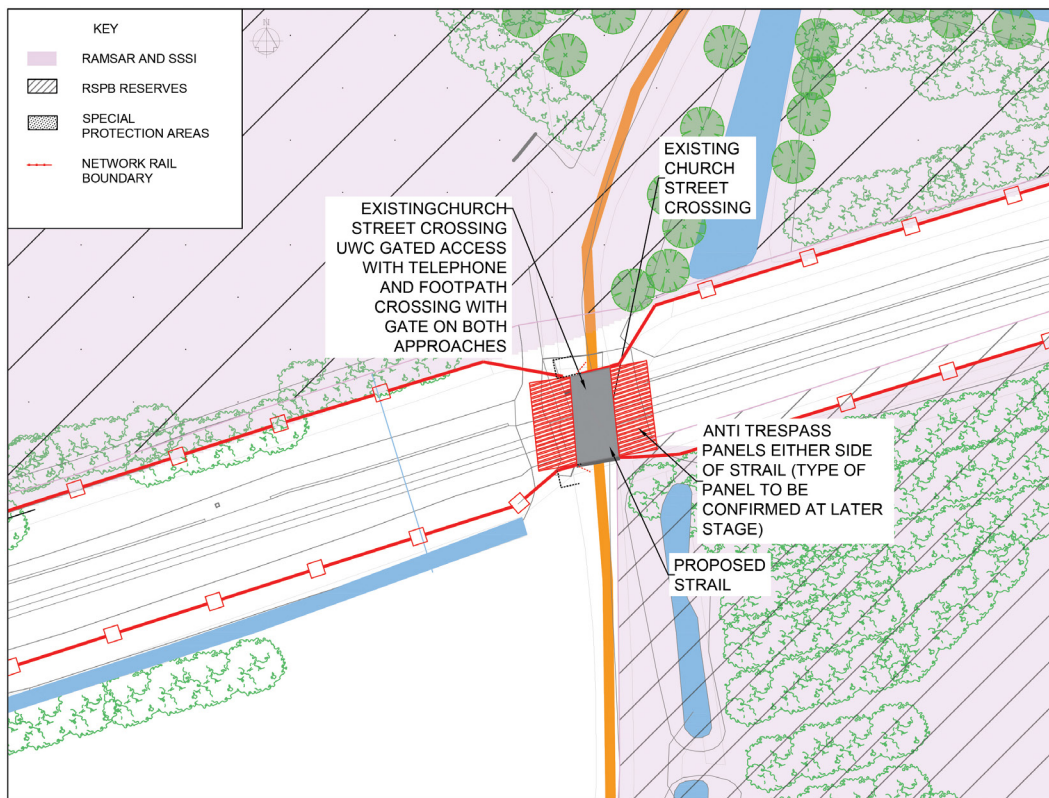 KEY
RAMSAR AND SSSI
RSPB RESERVES
SPECIAL
PROTECTION AREAS
NETWORK RAIL
BOUNDARY
EXISTING
CHURCH
STREET
CROSSING
EXISTINGCHURCH
STREET CROSSING
UWC GATED ACCESS
WITH TELEPHONE
AND FOOTPATH
CROSSING WITH
GATE ON BOTH
APPROACHES
ANTI TRESPASS
PANELS EITHER SIDE
OF STRAIL (TYPE OF
PANEL TO BE
CONFIRMED AT LATER
STAGE)
PROPOSED
STRAIL